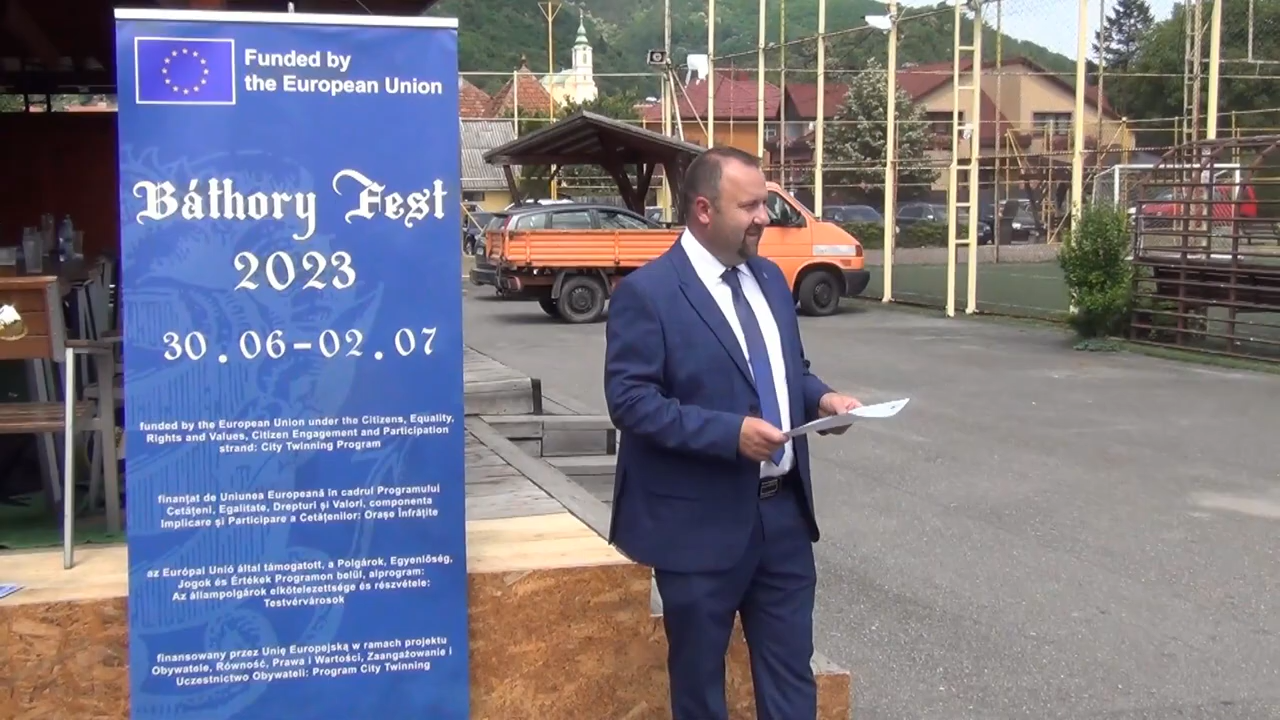 Funded by
the European Union
Báthory Fest
2023
30.06-02.07
funded by the European Union under the Citizens, Equality,
Rights and Values, Citizen Engagement and Participation
strand: City Twinning Program
finanțat de Uniunea Europeană în cadrul Programului
Cetățeni, Egalitate, Drepturi și Valori, componenta
Implicare și Participare a Cetățenilor: Orașe Înfrățite
az Európai Unió által támogatott, a Polgárok, Egyenlőség,
Jogok és Értékek Programon belül, alprogram:
Az állampolgárok elkötelezettsége és részvétele:
Testvérvárosok
finansowany przez Unię Europejską w ramach projektu
Obywatele, Równość, Prawa i Wartości, Zaangażowanie i
Uczestnictwo Obywateli: Program City Twinning